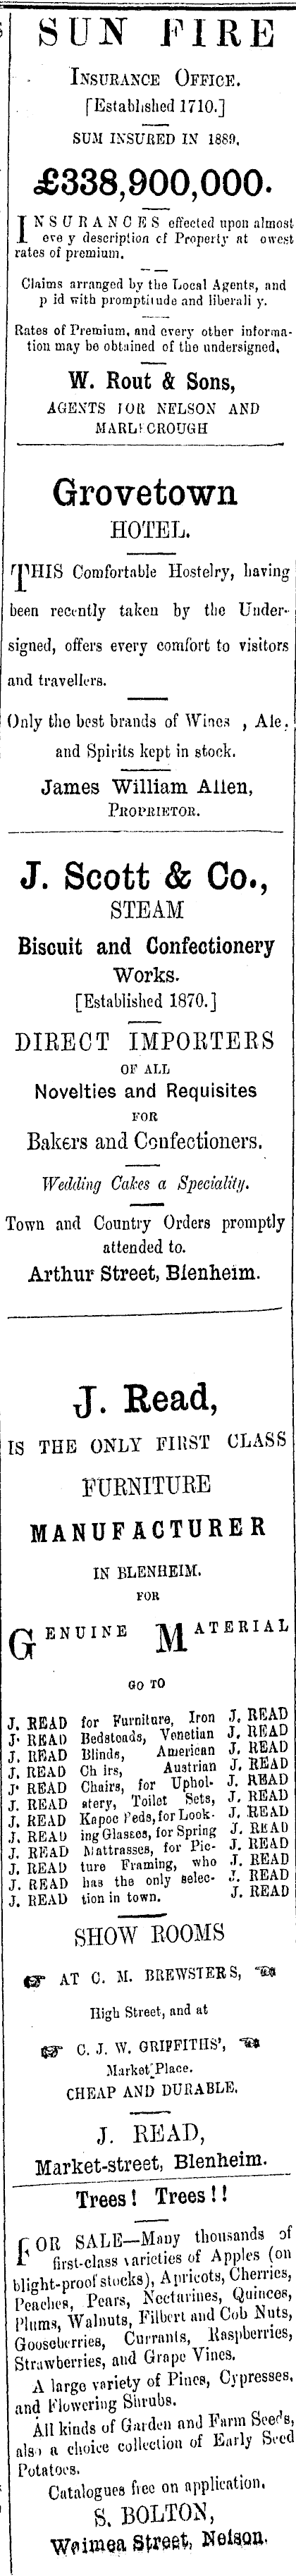 SUN FIRE
INSURANCE OFFICE.
[Established 1710.]
SUM INSURED IN 1889,
£338,900,000.
INSURANCES effected upon almost
eve y description cf Property at owest
rates of premium.
Claims arranged by the Local Agents, and
p id with promptitude and liberali y.
Rates of Premium, and every other informa-
tion may be obtained of the undersigned,
W. Rout & Sons,
AGENTS FOR NELSON AND
MARLBOROUGH
Grovetown
HOTEL.
THIS Comfortable Hostelry, having
been recently taken by the Under-
signed, offers every comfort to visitors
and travellers.
Only the best brands of Wines , Ale,
and Spirits kept in stock.
James William Allen,
PROPRIETOR.
J. Scott & Co.,
STEAM
Biscuit and Confectionery
Works.
[Established 1870.]
DIRECT IMPORTERS
OF ALL
Novelties and Requisites
FOR
Bakers and Confectioners.
Wedding Cakes a Speciality.
Town and Country Orders promptly
attended to.
Arthur Street, Blenheim.
J. Read,
IS THE ONLY FIRST CLASS
FURNITURE
MANUFACTURER
IN BLENHEIM.
FOR
GENUINE MATERIAL
GO TO
J. READ for Furniture, Iron J. READ
J. READ Bedsteads, Venetian J. READ
J. READ Blinds, American J. READ
J. READ Ch irs, Austrian J. READ
J. READ Chairs, for Uphol- J. READ
J. READ stery, Toilet Sets, J. READ
J. READ Kapoc Beds, for Look- J. READ
J. READ ing Glasses, for Spring J. READ
J. READ Mattrasses, for Pic- J. READ
J. READ ture Framing, who J. READ
J. READ has the only selec- J. READ
J. READ tion in town. J. READ
SHOW ROOMS
☞ AT C. M. BREWSTERS, ☜
High Street, and at
☞ C. J. W. GRIFFITHS', ☜
Market Place.
CHEAP AND DURABLE.
J. READ,
Market-street, Blenheim.
Trees! Trees!!
FOR SALE—Many thousands of
first-class varieties of Apples (on
blight-proof stocks), Apricots, Cherries,
Peaches, Pears, Nectarines, Quinces,
Plums, Walnuts, Filbert and Cob Nuts,
Gooseberries, Currants, Raspberries,
Strawberries, and Grape Vines.
A large variety of Pines, Cypresses,
and Flowering Shrubs.
All kinds of Garden and Farm Seeds,
also a choice collection of Early Seed
Potatoes.
Catalogues free on application.
S. BOLTON,
Waimea Street, Nelson.